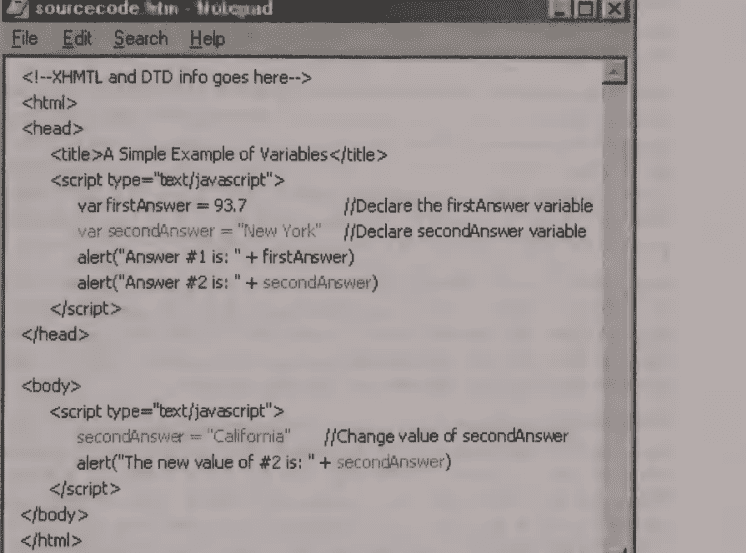 sourcecode.htm - Notepad
File Edit Search Help
<!--XHMTL and DTD info goes here-->
<html>
<head>
<title>A Simple Example of Variables</title>
<script type="text/javascript">
var firstAnswer = 93.7 //Declare the firstAnswer variable
var secondAnswer = "New York" //Declare secondAnswer variable
alert("Answer #1 is: " + firstAnswer)
alert("Answer #2 is: " + secondAnswer)
</script>
</head>
<body>
<script type="text/javascript">
secondAnswer = "California" //Change value of secondAnswer
alert("The new value of #2 is: " + secondAnswer)
</script>
</body>
</html>